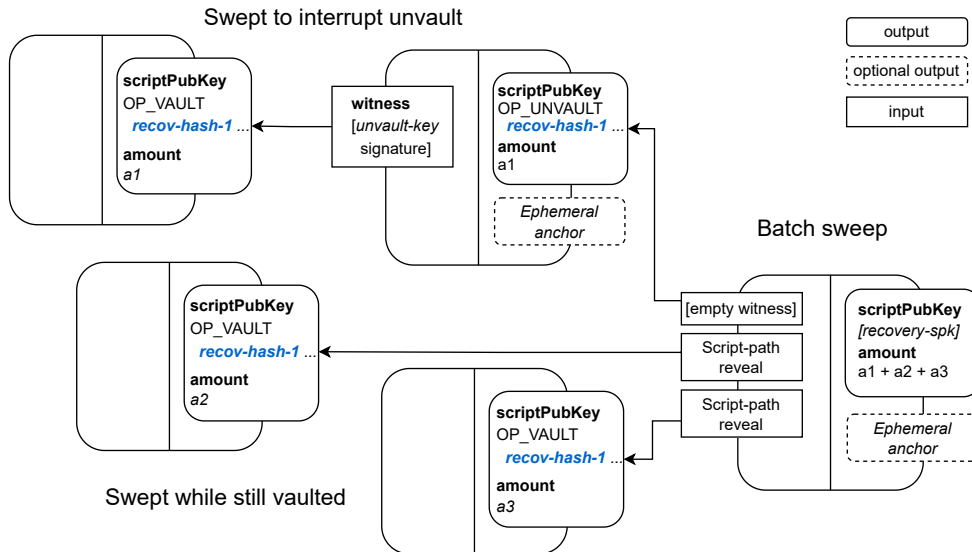 Swept to interrupt unvault
scriptPubKey
OP_VAULT
recov-hash-1 ...
amount
a1
witness
[unvault-key
signature]
scriptPubKey
OP_UNVAULT
recov-hash-1 ...
amount
a1
Ephemeral
anchor
output
optional output
input
Batch sweep
scriptPubKey
OP_VAULT
recov-hash-1 ...
amount
a2
Swept while still vaulted
scriptPubKey
OP_VAULT
recov-hash-1 ...
amount
a3
[empty witness]
Script-path
reveal
Script-path
reveal
scriptPubKey
[recovery-spk]
amount
a1 + a2 + a3
Ephemeral
anchor